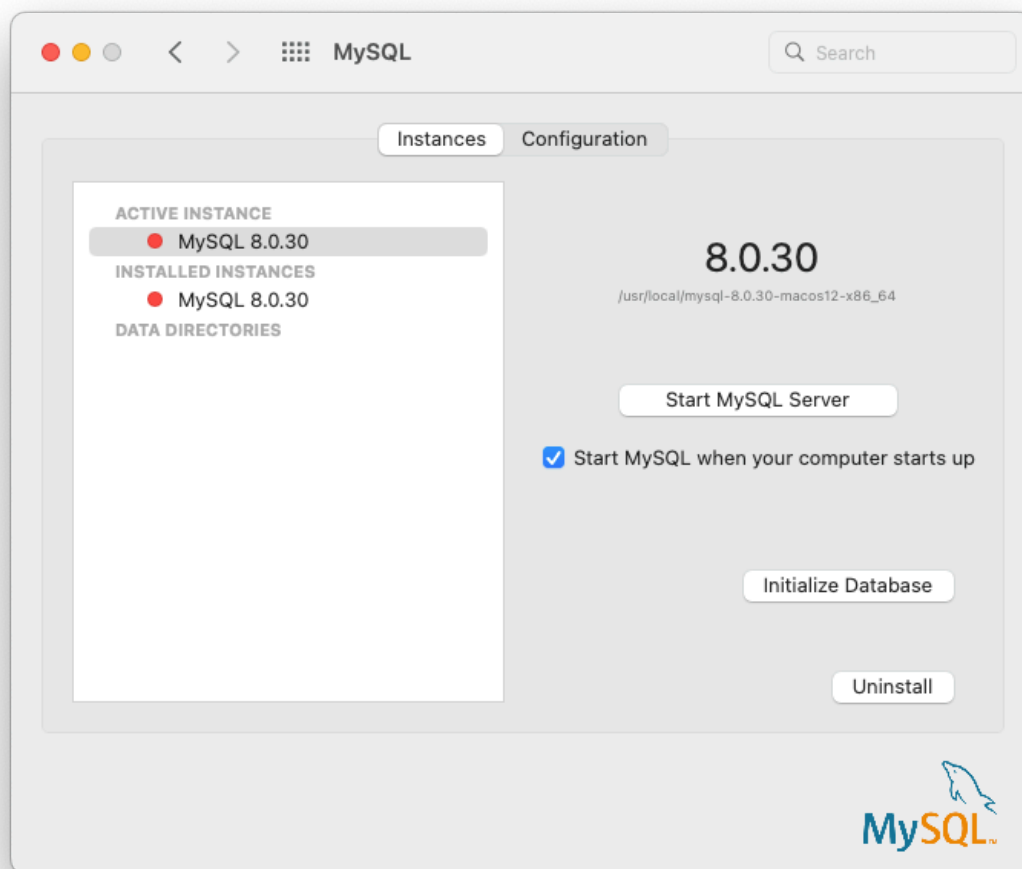 MySQL
Search
Instances
Configuration
ACTIVE INSTANCE
MySQL 8.0.30
INSTALLED INSTANCES
MySQL 8.0.30
DATA DIRECTORIES
8.0.30
/usr/local/mysql-8.0.30-macos12-x86_64
Start MySQL Server
Start MySQL when your computer starts up
Initialize Database
Uninstall
MySQL™